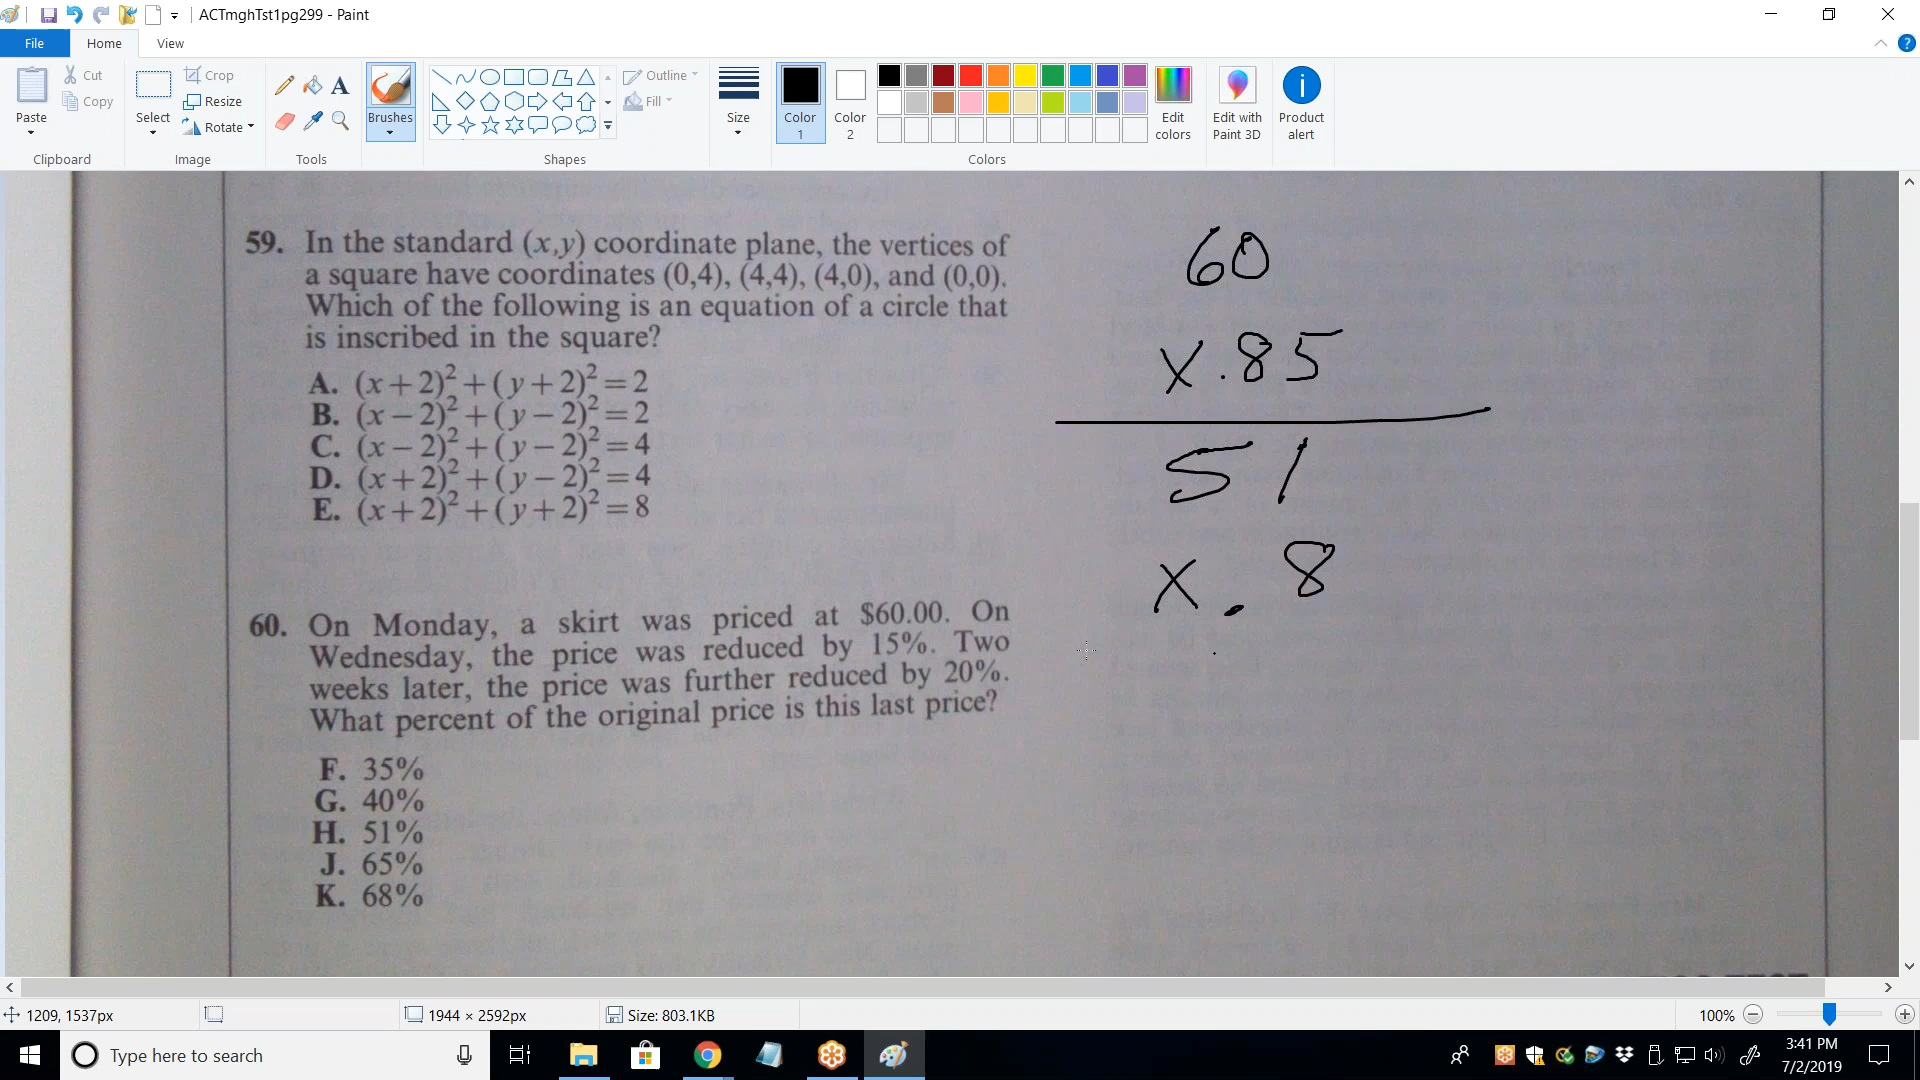 ACTmghTst1pg299 - Paint
File Home View
Paste
Cut
Copy
Clipboard
Select
Crop
Resize
Rotate
Image
Tools
A
Brushes
Shapes
Outline
Fill
Size
Color 1
Color 2
Colors
Edit colors
Edit with Paint 3D
Product alert
59. In the standard (x,y) coordinate plane, the vertices of
a square have coordinates (0,4), (4,4), (4,0), and (0,0).
Which of the following is an equation of a circle that
is inscribed in the square?
A. (x+2)²+(y+2)²=2
B. (x−2)²+(y−2)²=2
C. (x−2)²+(y−2)²=4
D. (x+2)²+(y−2)²=4
E. (x+2)²+(y+2)²=8
60. On Monday, a skirt was priced at $60.00. On
Wednesday, the price was reduced by 15%. Two
weeks later, the price was further reduced by 20%.
What percent of the original price is this last price?
F. 35%
G. 40%
H. 51%
J. 65%
K. 68%
60
x.85
51
x.8
1209, 1537px
1944 × 2592px
Size: 803.1KB
100%
Type here to search
3:41 PM
7/2/2019